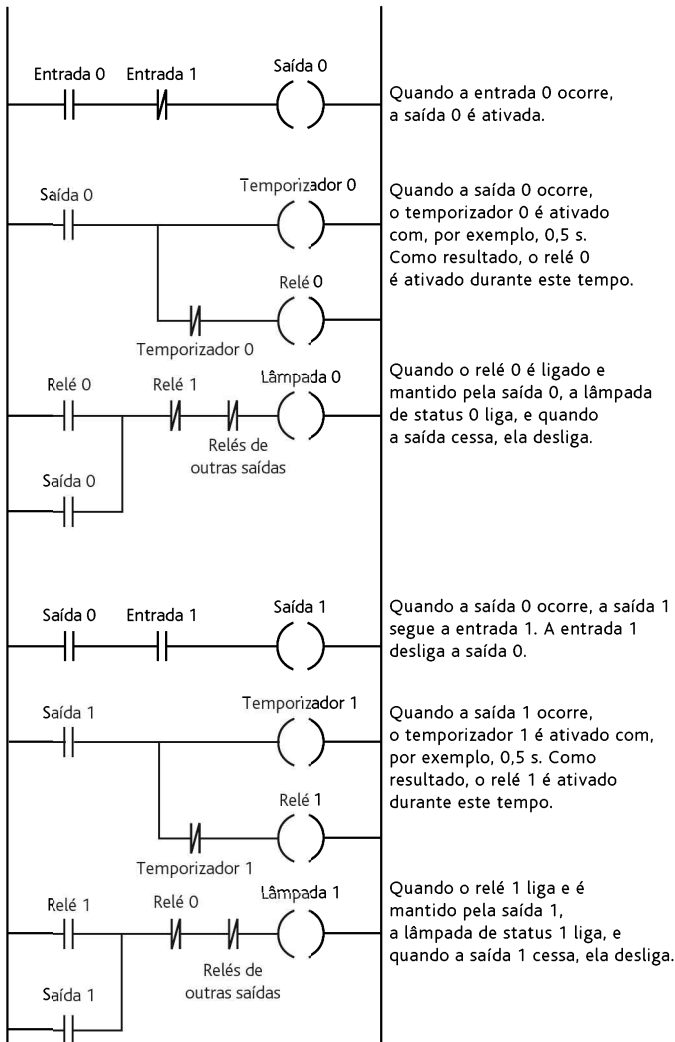 Entrada 0 Entrada 1 Saída 0
Quando a entrada 0 ocorre,
a saída 0 é ativada.
Saída 0 Temporizador 0
Quando a saída 0 ocorre,
o temporizador 0 é ativado
com, por exemplo, 0,5 s.
Como resultado, o relé 0
é ativado durante este tempo.
Relé 0
Temporizador 0
Relé 0 Relé 1 Lâmpada 0
Quando o relé 0 é ligado e
mantido pela saída 0, a lâmpada
de status 0 liga, e quando
a saída cessa, ela desliga.
Relés de
outras saídas
Saída 0
Saída 0 Entrada 1 Saída 1
Quando a saída 0 ocorre, a saída 1
segue a entrada 1. A entrada 1
desliga a saída 0.
Saída 1 Temporizador 1
Quando a saída 1 ocorre,
o temporizador 1 é ativado com,
por exemplo, 0,5 s. Como
resultado, o relé 1 é ativado
durante este tempo.
Relé 1
Temporizador 1
Relé 1 Relé 0 Lâmpada 1
Quando o relé 1 liga e é
mantido pela saída 1,
a lâmpada de status 1 liga, e
quando a saída 1 cessa, ela desliga.
Relés de
outras saídas
Saída 1